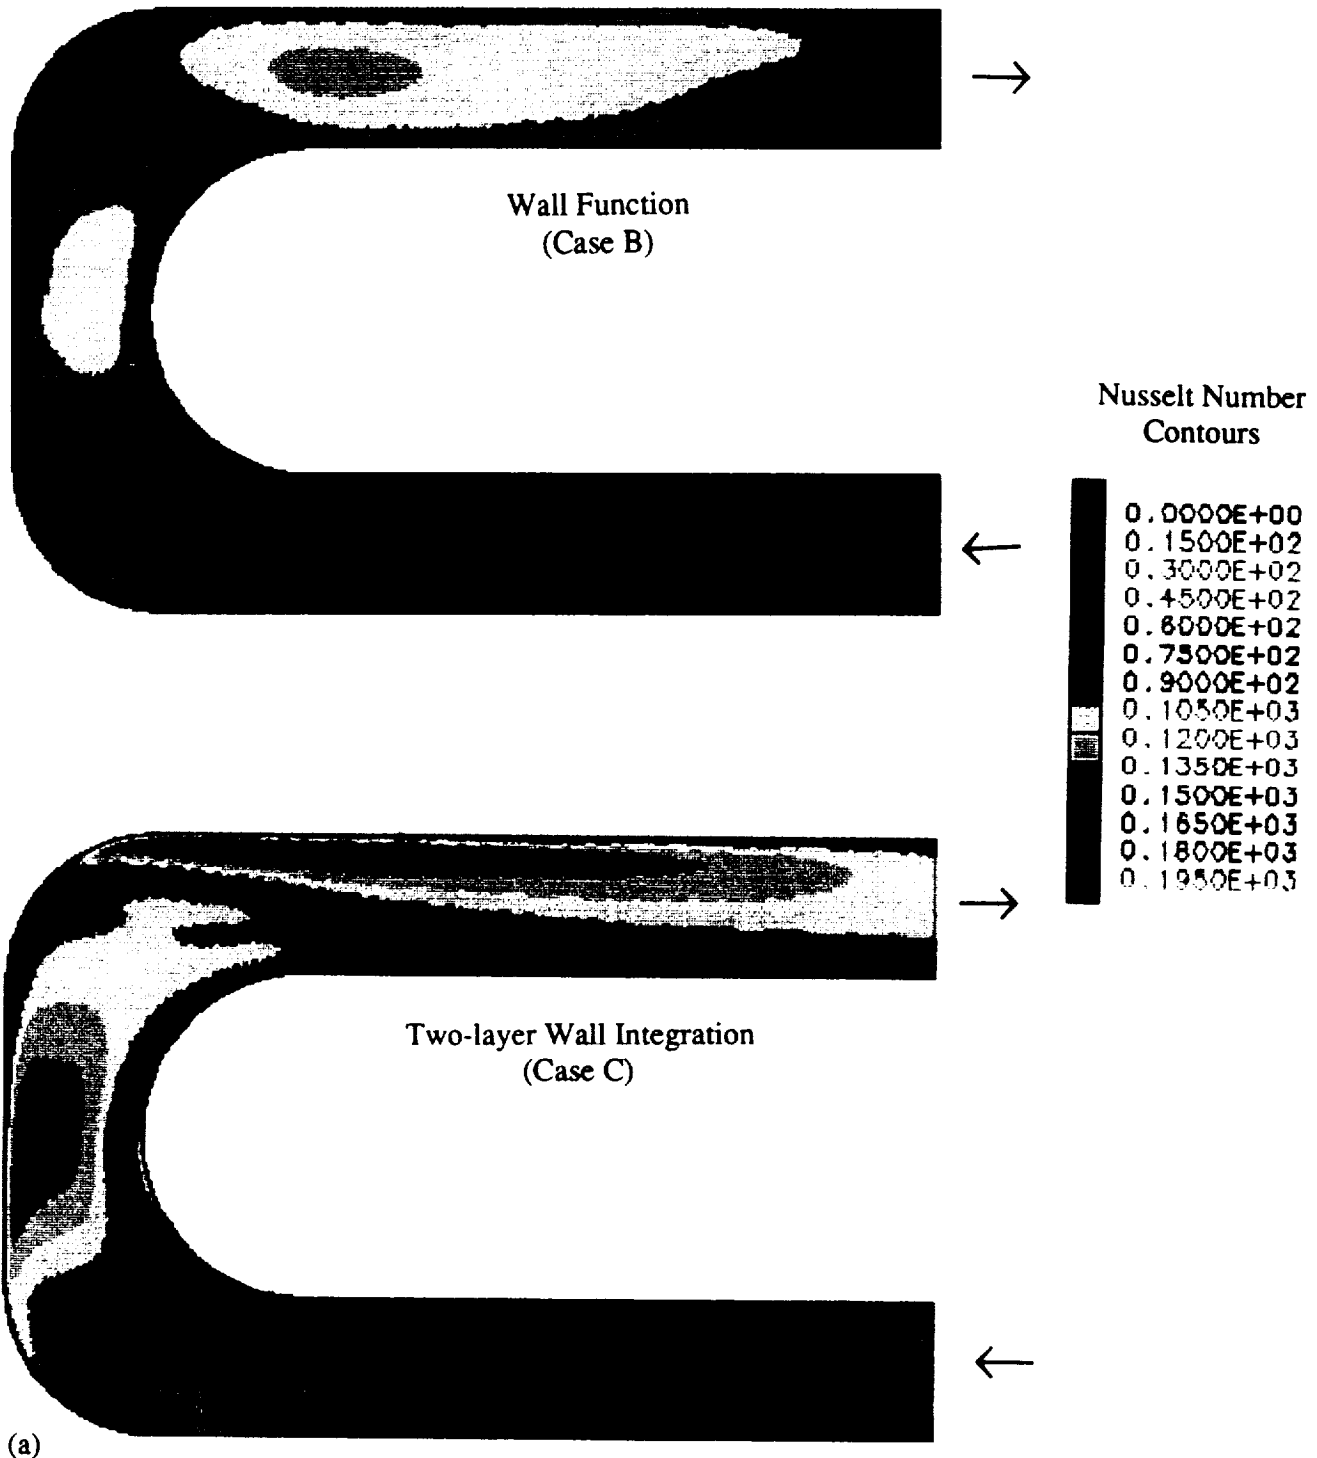 Wall Function
(Case B)
Nusselt Number
Contours
0.0000E+00
0.1500E+02
0.3000E+02
0.4500E+02
0.6000E+02
0.7500E+02
0.9000E+02
0.1050E+03
0.1200E+03
0.1350E+03
0.1500E+03
0.1650E+03
0.1800E+03
0.1950E+03
Two-layer Wall Integration
(Case C)
(a)